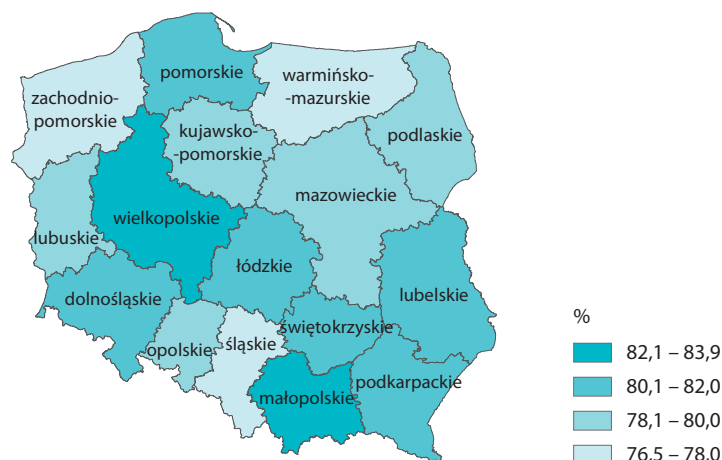 pomorskie
warmińsko-
-mazurskie
zachodnio-
pomorskie
kujawsko-
-pomorskie
podlaskie
mazowieckie
wielkopolskie
lubuskie
łódzkie
lubelskie
dolnośląskie
świętokrzyskie
opolskie
śląskie
podkarpackie
małopolskie
%
82,1 – 83,9
80,1 – 82,0
78,1 – 80,0
76,5 – 78,0